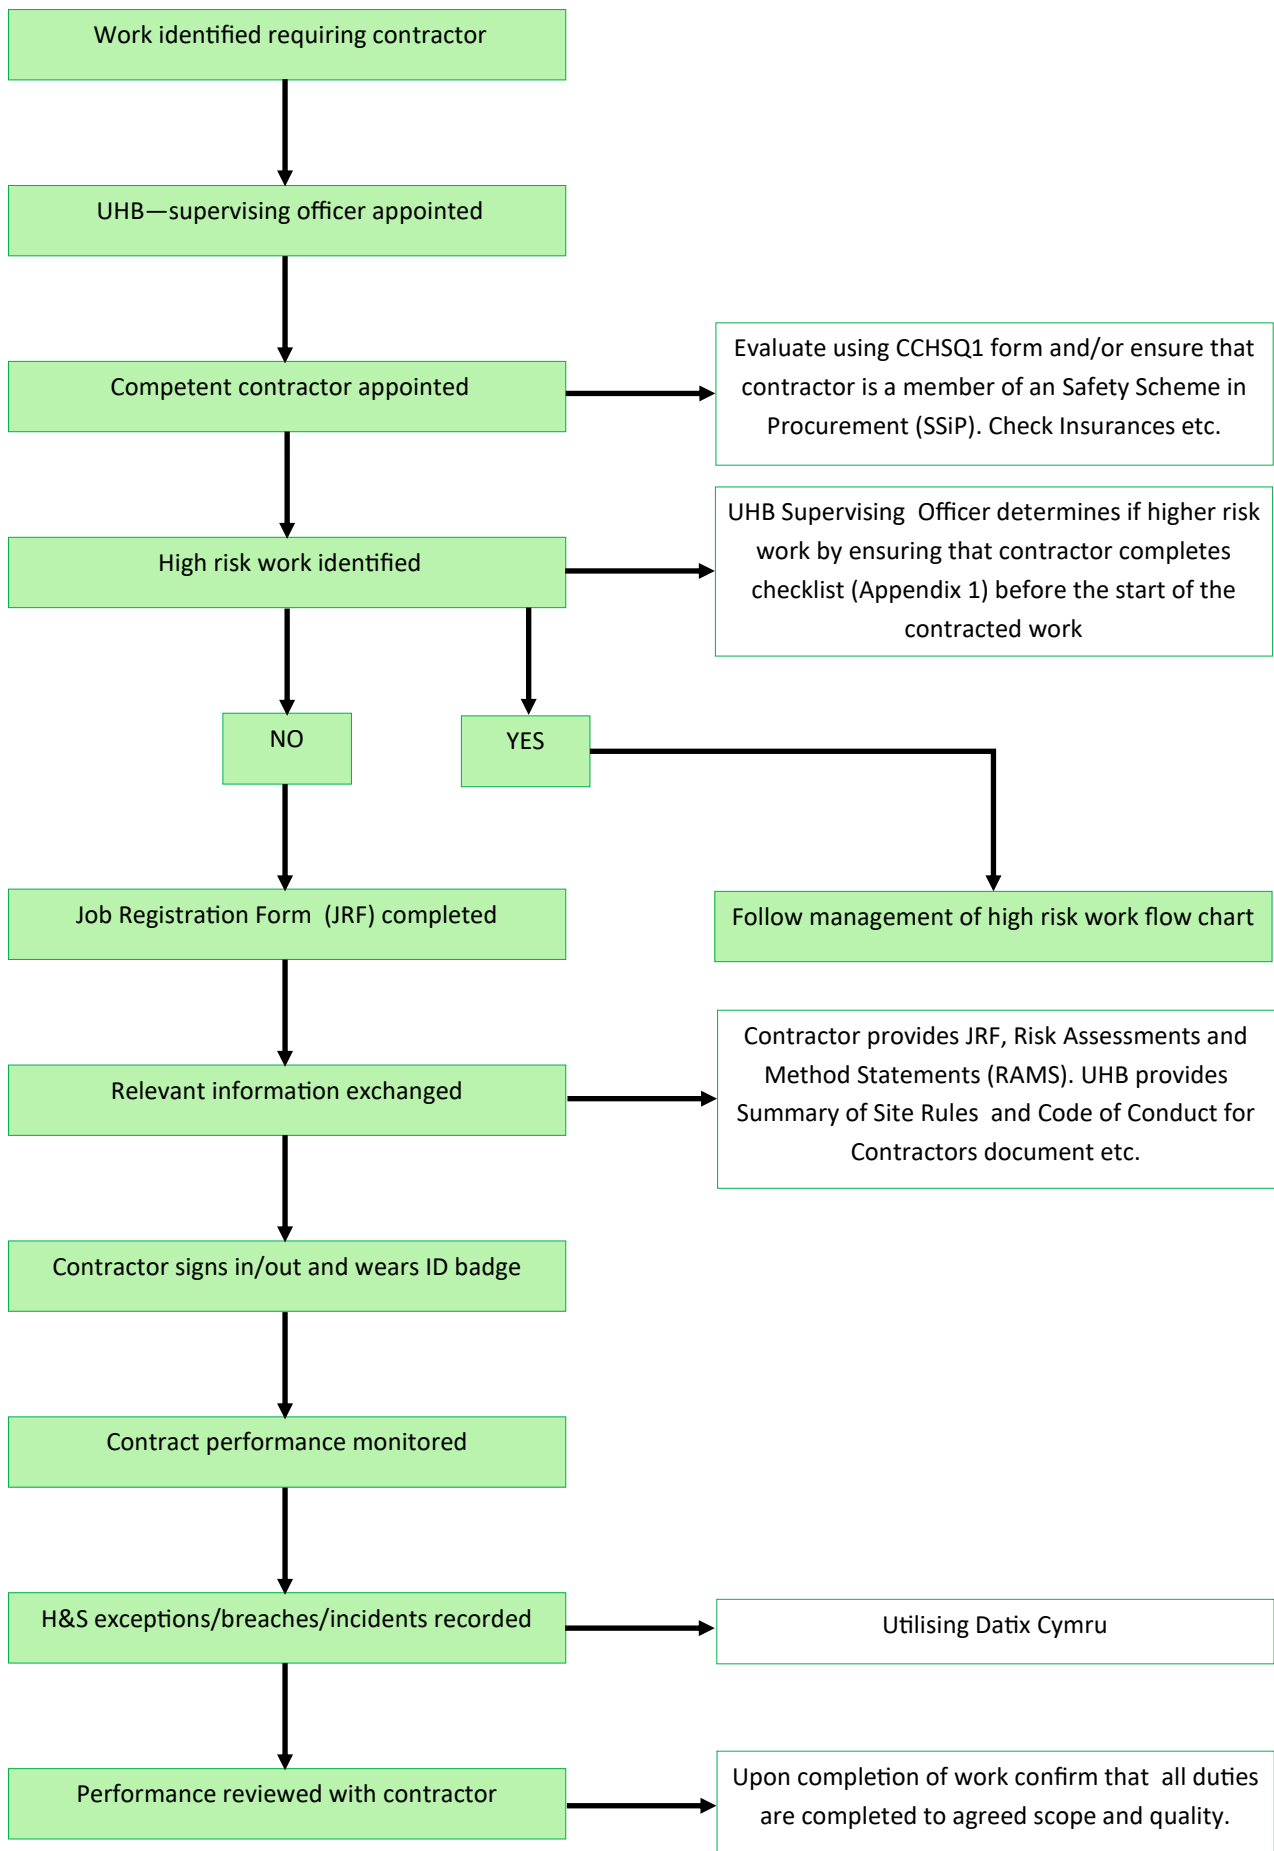 Work identified requiring contractor
UHB—supervising officer appointed
Competent contractor appointed
Evaluate using CCHSQ1 form and/or ensure that
contractor is a member of an Safety Scheme in
Procurement (SSiP). Check Insurances etc.
High risk work identified
UHB Supervising  Officer determines if higher risk
work by ensuring that contractor completes
checklist (Appendix 1) before the start of the
contracted work
NO
YES
Job Registration Form  (JRF) completed
Follow management of high risk work flow chart
Relevant information exchanged
Contractor provides JRF, Risk Assessments and
Method Statements (RAMS). UHB provides
Summary of Site Rules  and Code of Conduct for
Contractors document etc.
Contractor signs in/out and wears ID badge
Contract performance monitored
H&S exceptions/breaches/incidents recorded
Utilising Datix Cymru
Performance reviewed with contractor
Upon completion of work confirm that  all duties
are completed to agreed scope and quality.